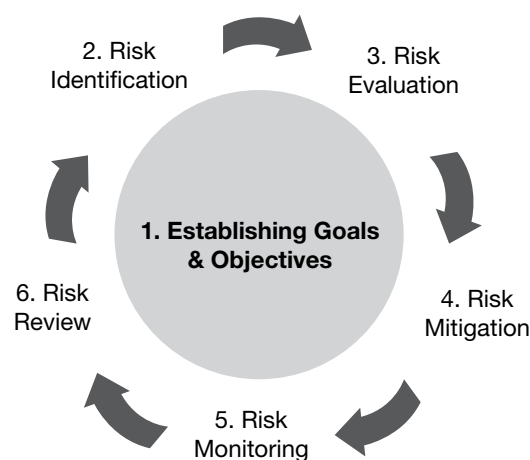 2. Risk
Identification
3. Risk
Evaluation
1. Establishing Goals
& Objectives
4. Risk
Mitigation
5. Risk
Monitoring
6. Risk
Review